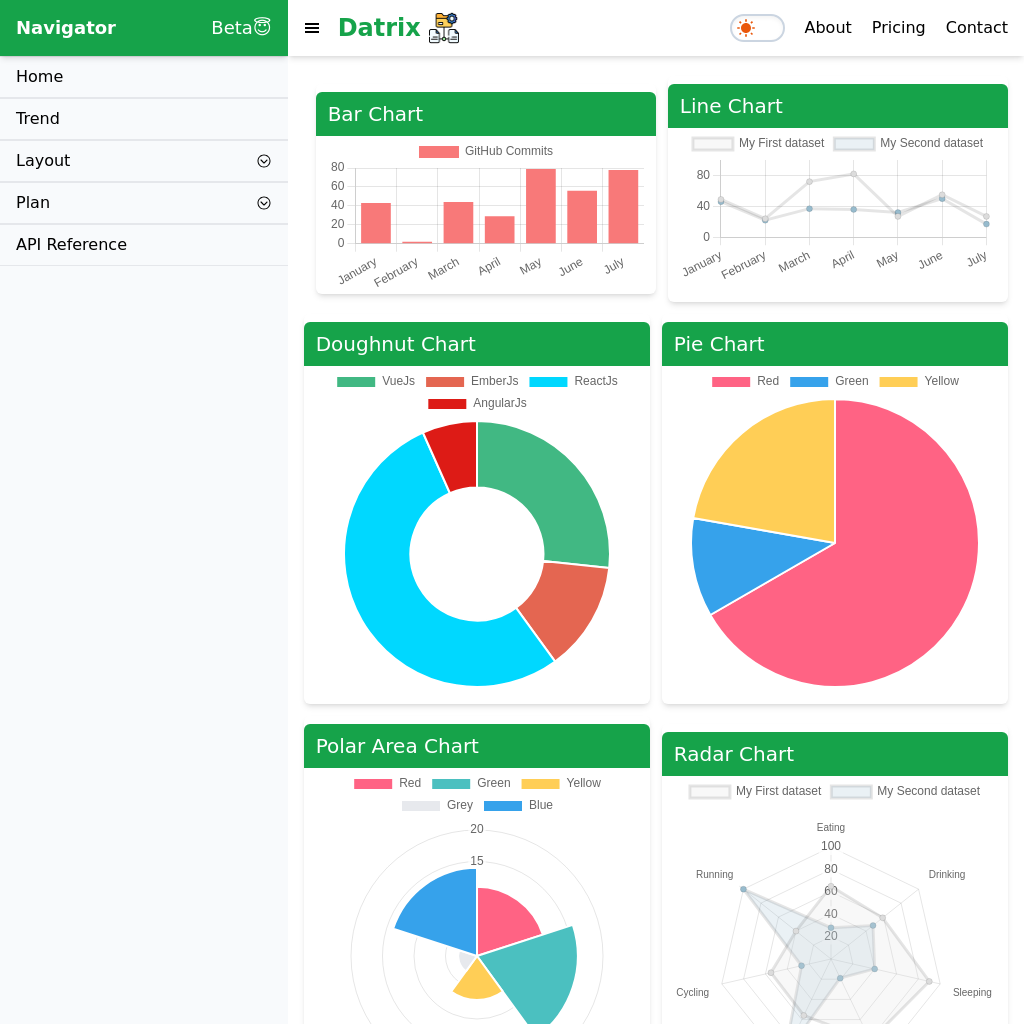 Navigator Beta
Datrix
About Pricing Contact
Home
Trend
Layout
Plan
API Reference
Bar Chart
GitHub Commits
80
60
40
20
0
January February March April May June July
Line Chart
My First dataset My Second dataset
80
40
0
January February March April May June July
Doughnut Chart
VueJs EmberJs ReactJs
AngularJs
Pie Chart
Red Green Yellow
Polar Area Chart
Red Green Yellow
Grey Blue
20
15
Radar Chart
My First dataset My Second dataset
Eating
100
80
60
40
20
Running Drinking
Cycling Sleeping